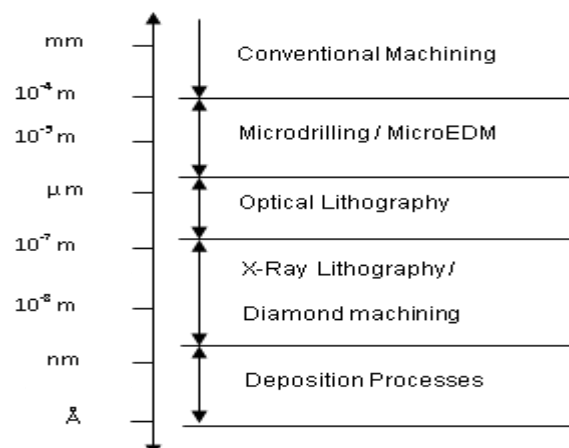 mm
Conventional Machining
10⁻⁴ m
Microdrilling / MicroEDM
10⁻⁵ m
μm
Optical Lithography
10⁻⁷ m
X-Ray Lithography /
Diamond machining
10⁻⁸ m
nm
Deposition Processes
Å